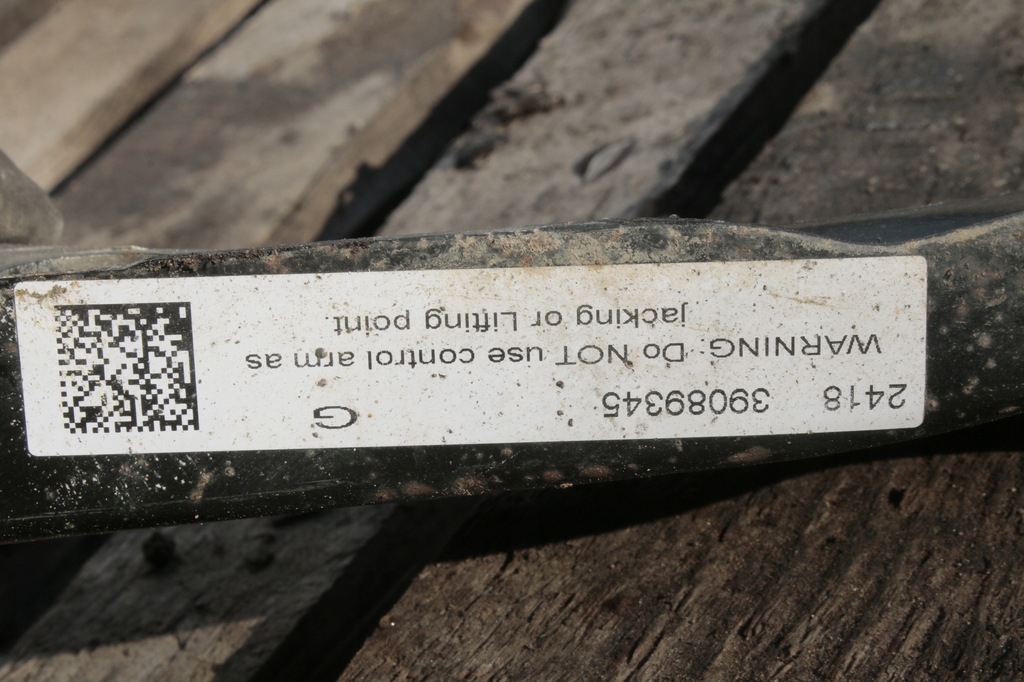 2418 39089345 G
WARNING: Do NOT use control arm as
jacking or Lifting point